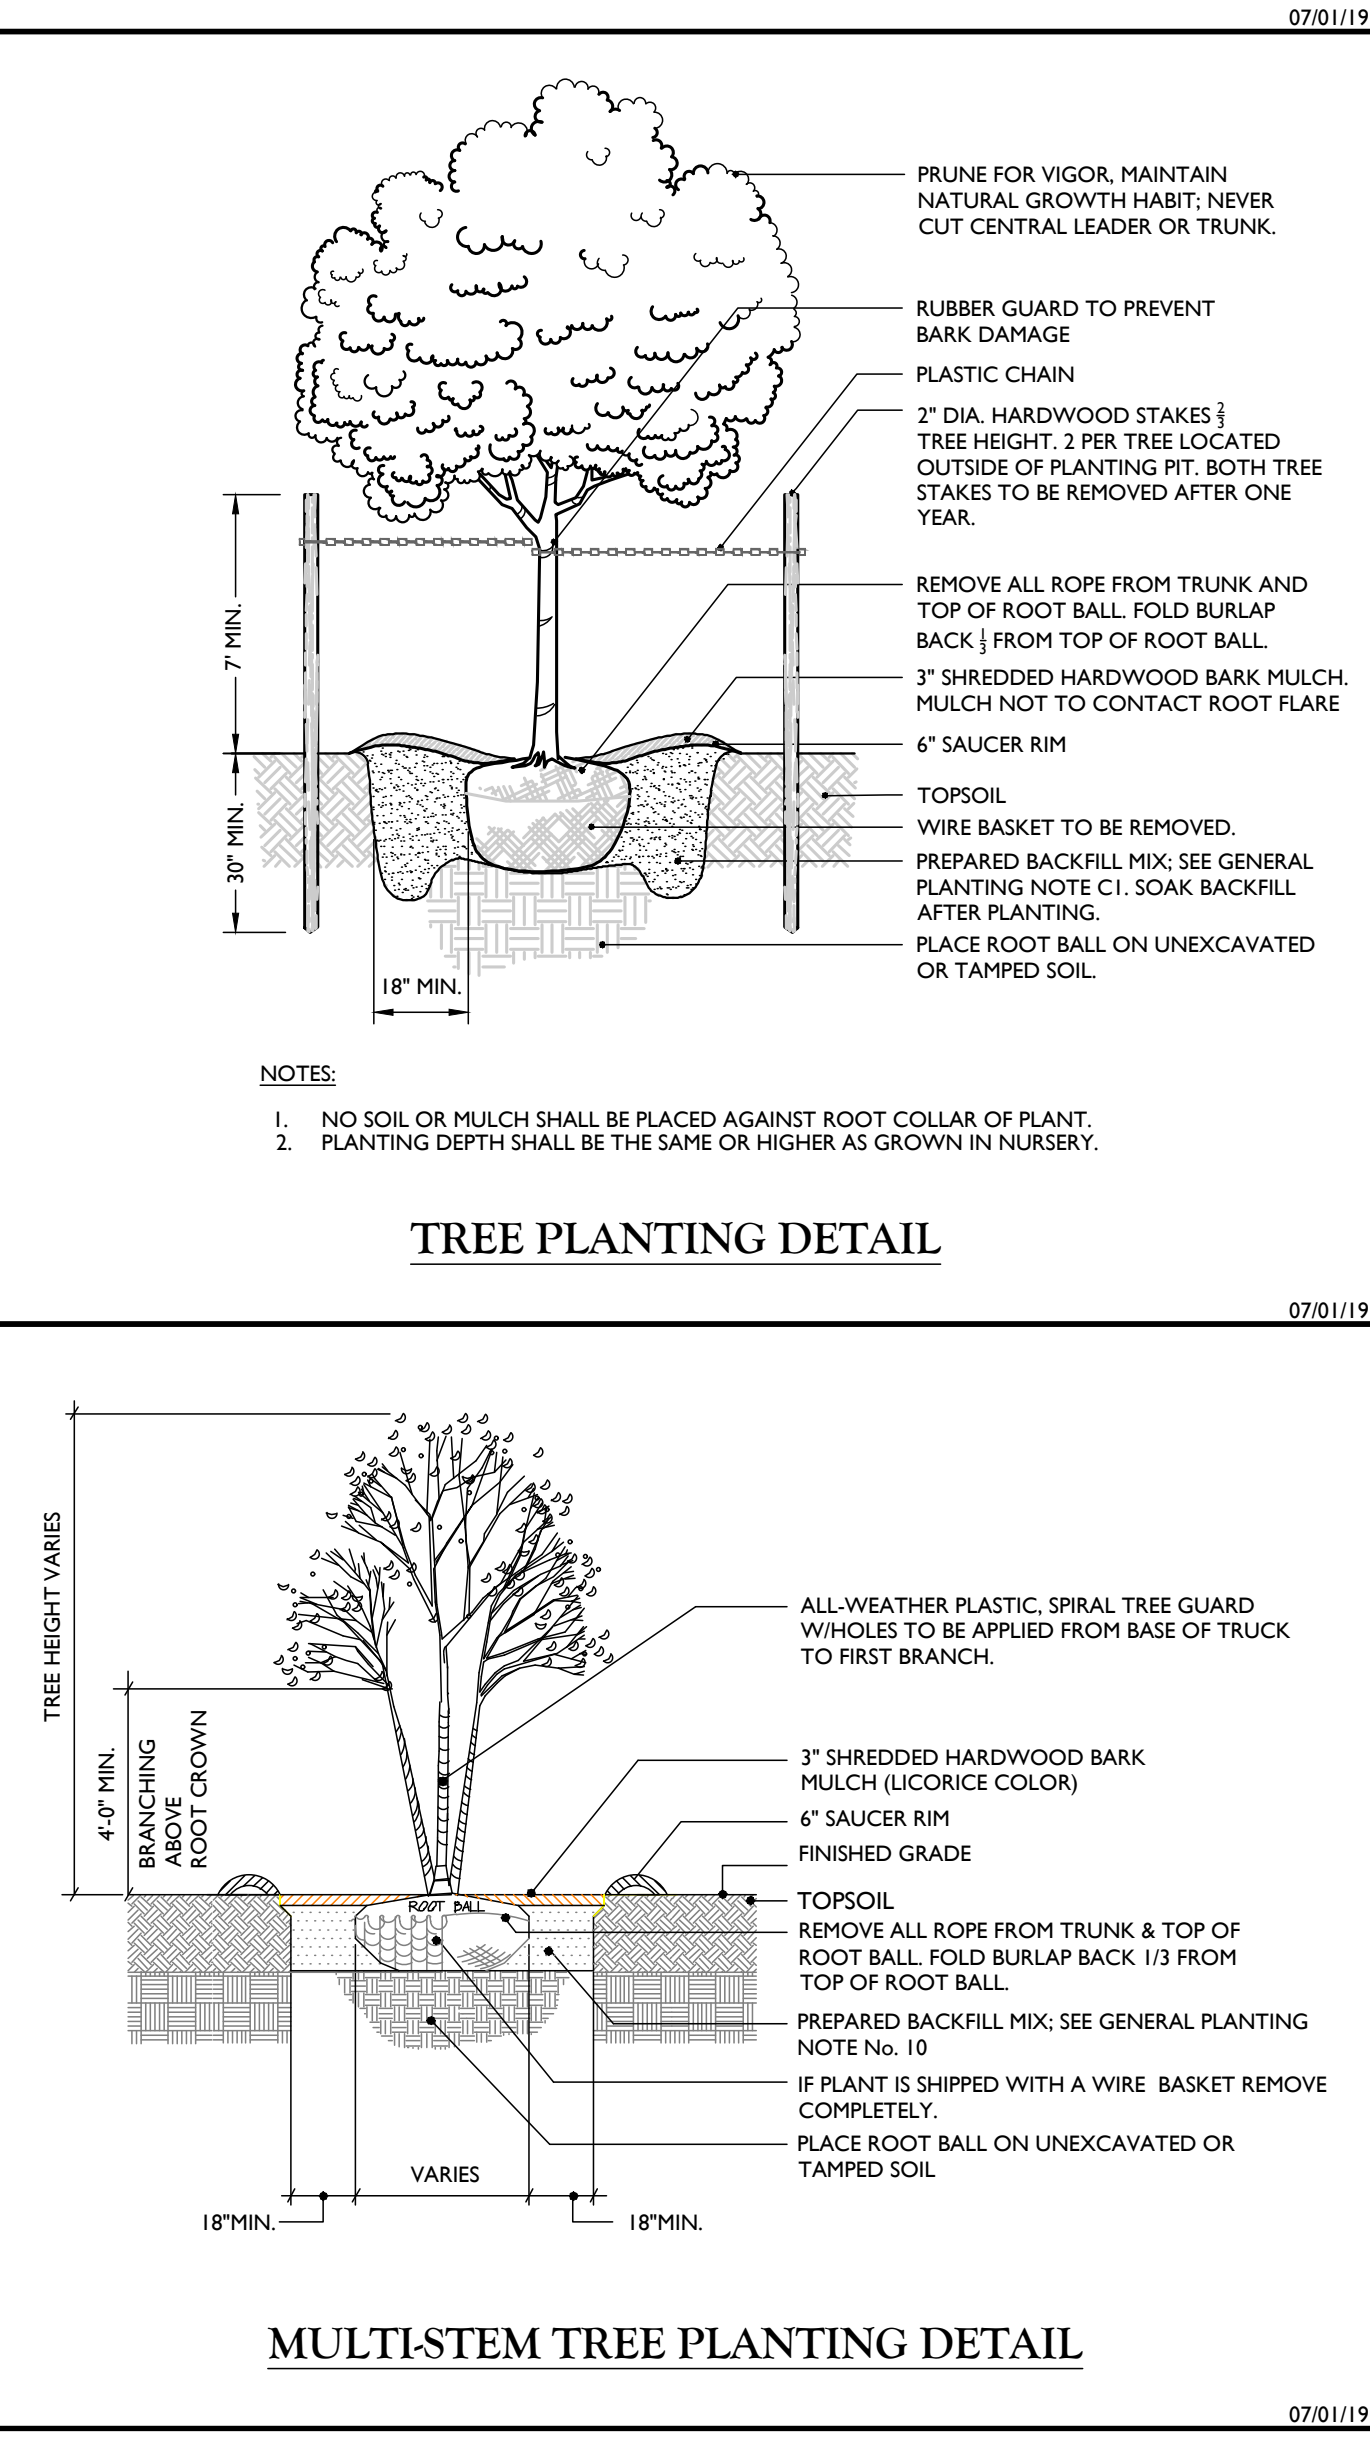 07/01/19
PRUNE FOR VIGOR, MAINTAIN
NATURAL GROWTH HABIT; NEVER
CUT CENTRAL LEADER OR TRUNK.
RUBBER GUARD TO PREVENT
BARK DAMAGE
PLASTIC CHAIN
2" DIA. HARDWOOD STAKES 2/3
TREE HEIGHT. 2 PER TREE LOCATED
OUTSIDE OF PLANTING PIT. BOTH TREE
STAKES TO BE REMOVED AFTER ONE
YEAR.
7' MIN.
REMOVE ALL ROPE FROM TRUNK AND
TOP OF ROOT BALL. FOLD BURLAP
BACK 1/3 FROM TOP OF ROOT BALL.
3" SHREDDED HARDWOOD BARK MULCH.
MULCH NOT TO CONTACT ROOT FLARE
6" SAUCER RIM
30" MIN.
TOPSOIL
WIRE BASKET TO BE REMOVED.
PREPARED BACKFILL MIX; SEE GENERAL
PLANTING NOTE C1. SOAK BACKFILL
AFTER PLANTING.
PLACE ROOT BALL ON UNEXCAVATED
OR TAMPED SOIL.
18" MIN.
NOTES:
1. NO SOIL OR MULCH SHALL BE PLACED AGAINST ROOT COLLAR OF PLANT.
2. PLANTING DEPTH SHALL BE THE SAME OR HIGHER AS GROWN IN NURSERY.
TREE PLANTING DETAIL
07/01/19
TREE HEIGHT VARIES
4'-0" MIN.
BRANCHING
ABOVE
ROOT CROWN
ALL-WEATHER PLASTIC, SPIRAL TREE GUARD
W/HOLES TO BE APPLIED FROM BASE OF TRUCK
TO FIRST BRANCH.
3" SHREDDED HARDWOOD BARK
MULCH (LICORICE COLOR)
6" SAUCER RIM
FINISHED GRADE
TOPSOIL
ROOT BALL
REMOVE ALL ROPE FROM TRUNK & TOP OF
ROOT BALL. FOLD BURLAP BACK 1/3 FROM
TOP OF ROOT BALL.
PREPARED BACKFILL MIX; SEE GENERAL PLANTING
NOTE No. 10
IF PLANT IS SHIPPED WITH A WIRE BASKET REMOVE
COMPLETELY.
PLACE ROOT BALL ON UNEXCAVATED OR
TAMPED SOIL
VARIES
18"MIN.
18"MIN.
MULTI-STEM TREE PLANTING DETAIL
07/01/19